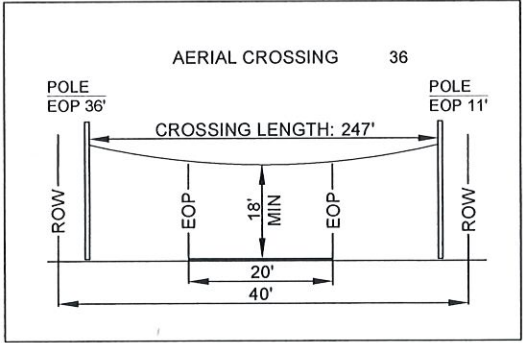 AERIAL CROSSING 36
POLE
EOP 36'
POLE
EOP 11'
CROSSING LENGTH: 247'
ROW
EOP
18'
MIN
EOP
ROW
20'
40'